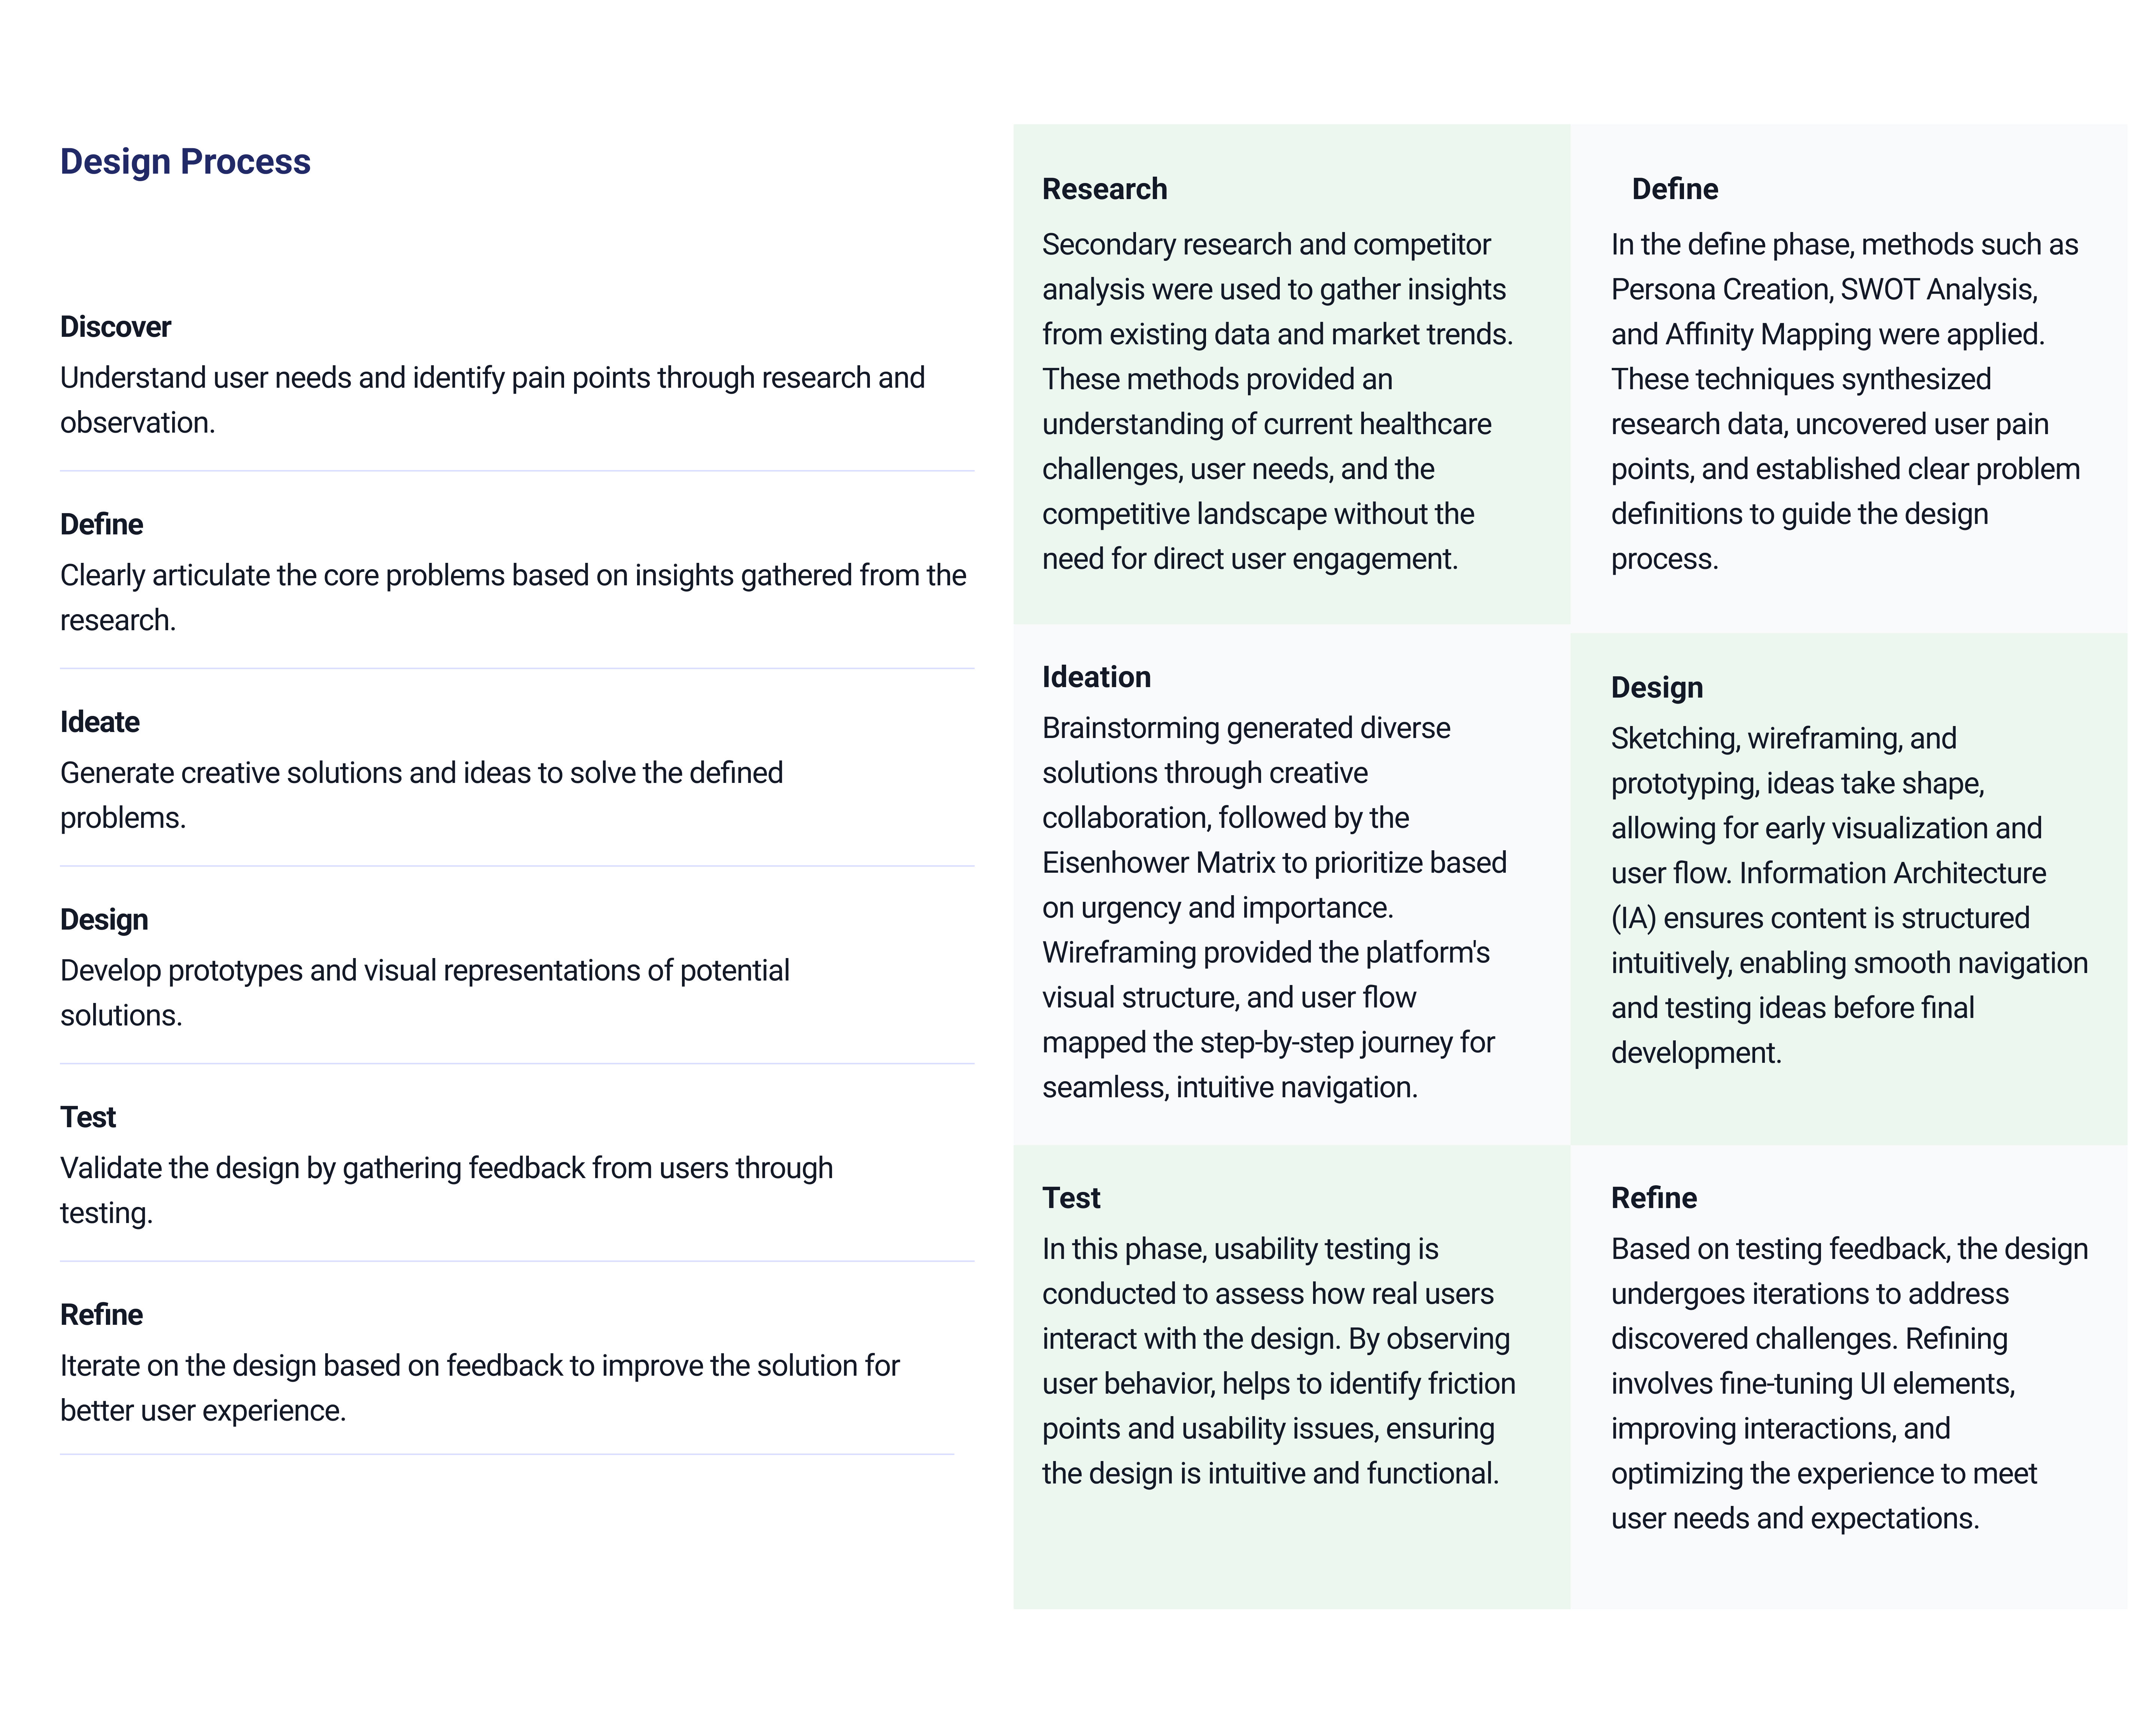 Design Process
Discover
Understand user needs and identify pain points through research and
observation.
Define
Clearly articulate the core problems based on insights gathered from the
research.
Ideate
Generate creative solutions and ideas to solve the defined
problems.
Design
Develop prototypes and visual representations of potential
solutions.
Test
Validate the design by gathering feedback from users through
testing.
Refine
Iterate on the design based on feedback to improve the solution for
better user experience.
Research
Secondary research and competitor
analysis were used to gather insights
from existing data and market trends.
These methods provided an
understanding of current healthcare
challenges, user needs, and the
competitive landscape without the
need for direct user engagement.
Define
In the define phase, methods such as
Persona Creation, SWOT Analysis,
and Affinity Mapping were applied.
These techniques synthesized
research data, uncovered user pain
points, and established clear problem
definitions to guide the design
process.
Ideation
Brainstorming generated diverse
solutions through creative
collaboration, followed by the
Eisenhower Matrix to prioritize based
on urgency and importance.
Wireframing provided the platform's
visual structure, and user flow
mapped the step-by-step journey for
seamless, intuitive navigation.
Design
Sketching, wireframing, and
prototyping, ideas take shape,
allowing for early visualization and
user flow. Information Architecture
(IA) ensures content is structured
intuitively, enabling smooth navigation
and testing ideas before final
development.
Test
In this phase, usability testing is
conducted to assess how real users
interact with the design. By observing
user behavior, helps to identify friction
points and usability issues, ensuring
the design is intuitive and functional.
Refine
Based on testing feedback, the design
undergoes iterations to address
discovered challenges. Refining
involves fine-tuning UI elements,
improving interactions, and
optimizing the experience to meet
user needs and expectations.